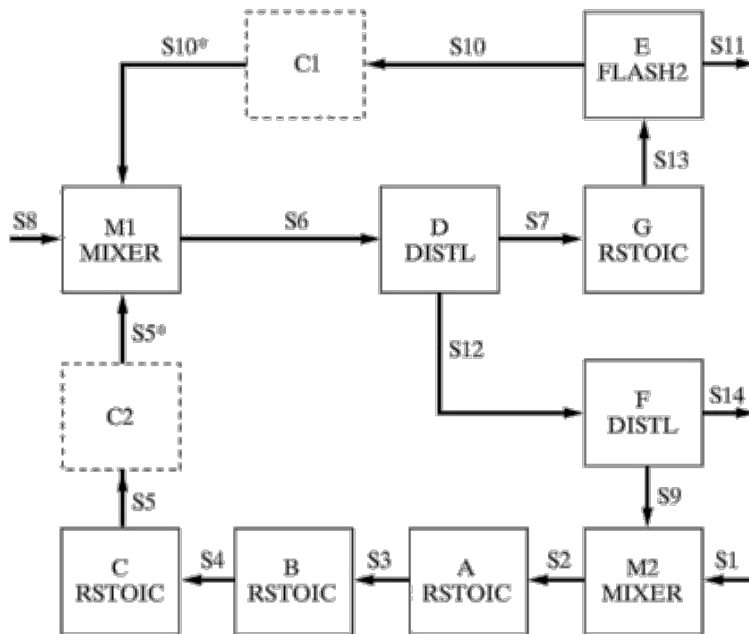 S10* C1 S10 E S11
FLASH2
S13
S8 M1 S6 D S7 G
MIXER DISTL RSTOIC
S5* S12
C2 F S14
DISTL
S5 S9
C S4 B S3 A S2 M2 S1
RSTOIC RSTOIC RSTOIC MIXER